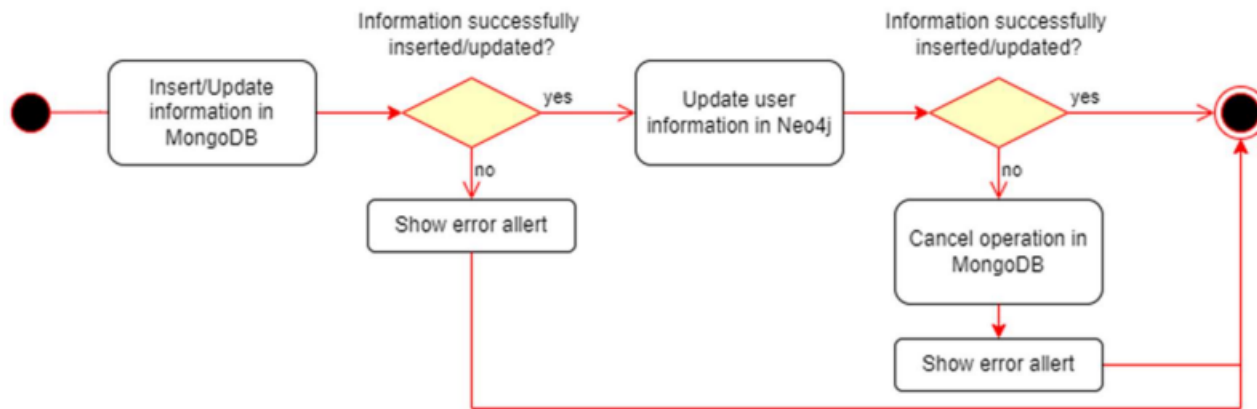 Information successfully
inserted/updated?
Information successfully
inserted/updated?
Insert/Update
information in
MongoDB
yes
Update user
information in Neo4j
yes
no
no
Show error allert
Cancel operation in
MongoDB
Show error allert